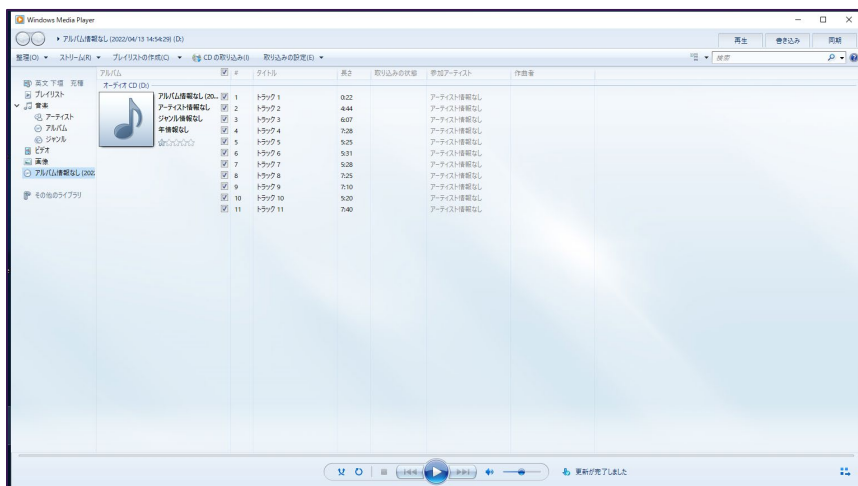 Windows Media Player
アルバム情報なし (2022/04/13 14:54:29) (D:)
再生 書き込み 同期
整理(O) ストリーム(R) プレイリストの作成(C) CD の取り込み(I) 取り込みの設定(E) 検索
アルバム # タイトル 長さ 取り込みの状態 参加アーティスト 作曲者
オーディオ CD (D:)
プレイリスト
音楽
アーティスト
アルバム
ジャンル
ビデオ
画像
アルバム情報なし (202
その他のライブラリ
アルバム情報なし (20...
アーティスト情報なし
ジャンル情報なし
年情報なし
1 トラック 1 0:22 アーティスト情報なし
2 トラック 2 4:44 アーティスト情報なし
3 トラック 3 6:07 アーティスト情報なし
4 トラック 4 7:28 アーティスト情報なし
5 トラック 5 5:25 アーティスト情報なし
6 トラック 6 5:31 アーティスト情報なし
7 トラック 7 5:28 アーティスト情報なし
8 トラック 8 7:25 アーティスト情報なし
9 トラック 9 7:10 アーティスト情報なし
10 トラック 10 5:20 アーティスト情報なし
11 トラック 11 7:40 アーティスト情報なし
更新が完了しました